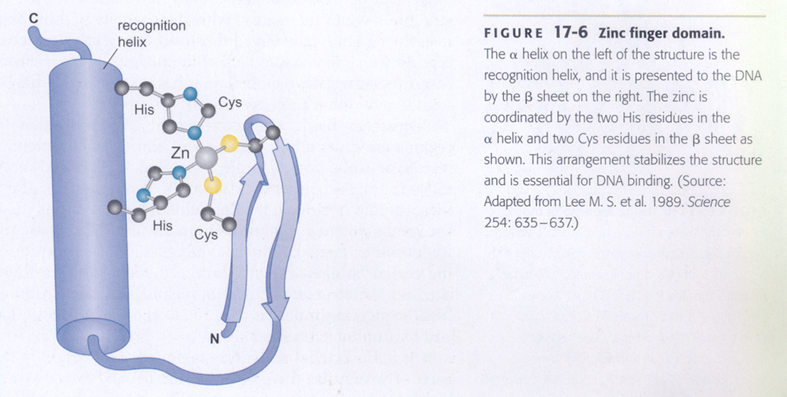 C
recognition
helix
His
Cys
Zn
His
Cys
N
FIGURE 17-6 Zinc finger domain.
The α helix on the left of the structure is the
recognition helix, and it is presented to the DNA
by the β sheet on the right. The zinc is
coordinated by the two His residues in the
α helix and two Cys residues in the β sheet as
shown. This arrangement stabilizes the structure
and is essential for DNA binding. (Source:
Adapted from Lee M. S. et al. 1989. Science
254: 635–637.)